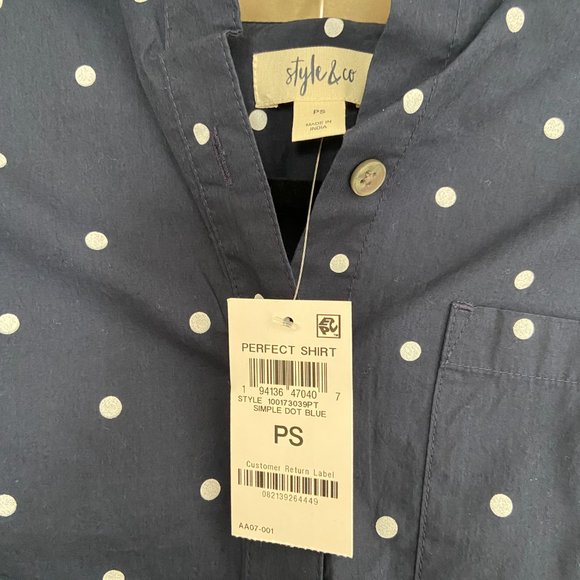 style & co
PS
MADE IN
INDIA
PERFECT SHIRT
1 94136 47040 7
STYLE 100173039PT
SIMPLE DOT BLUE
PS
Customer Return Label
082139264449
AA07-001